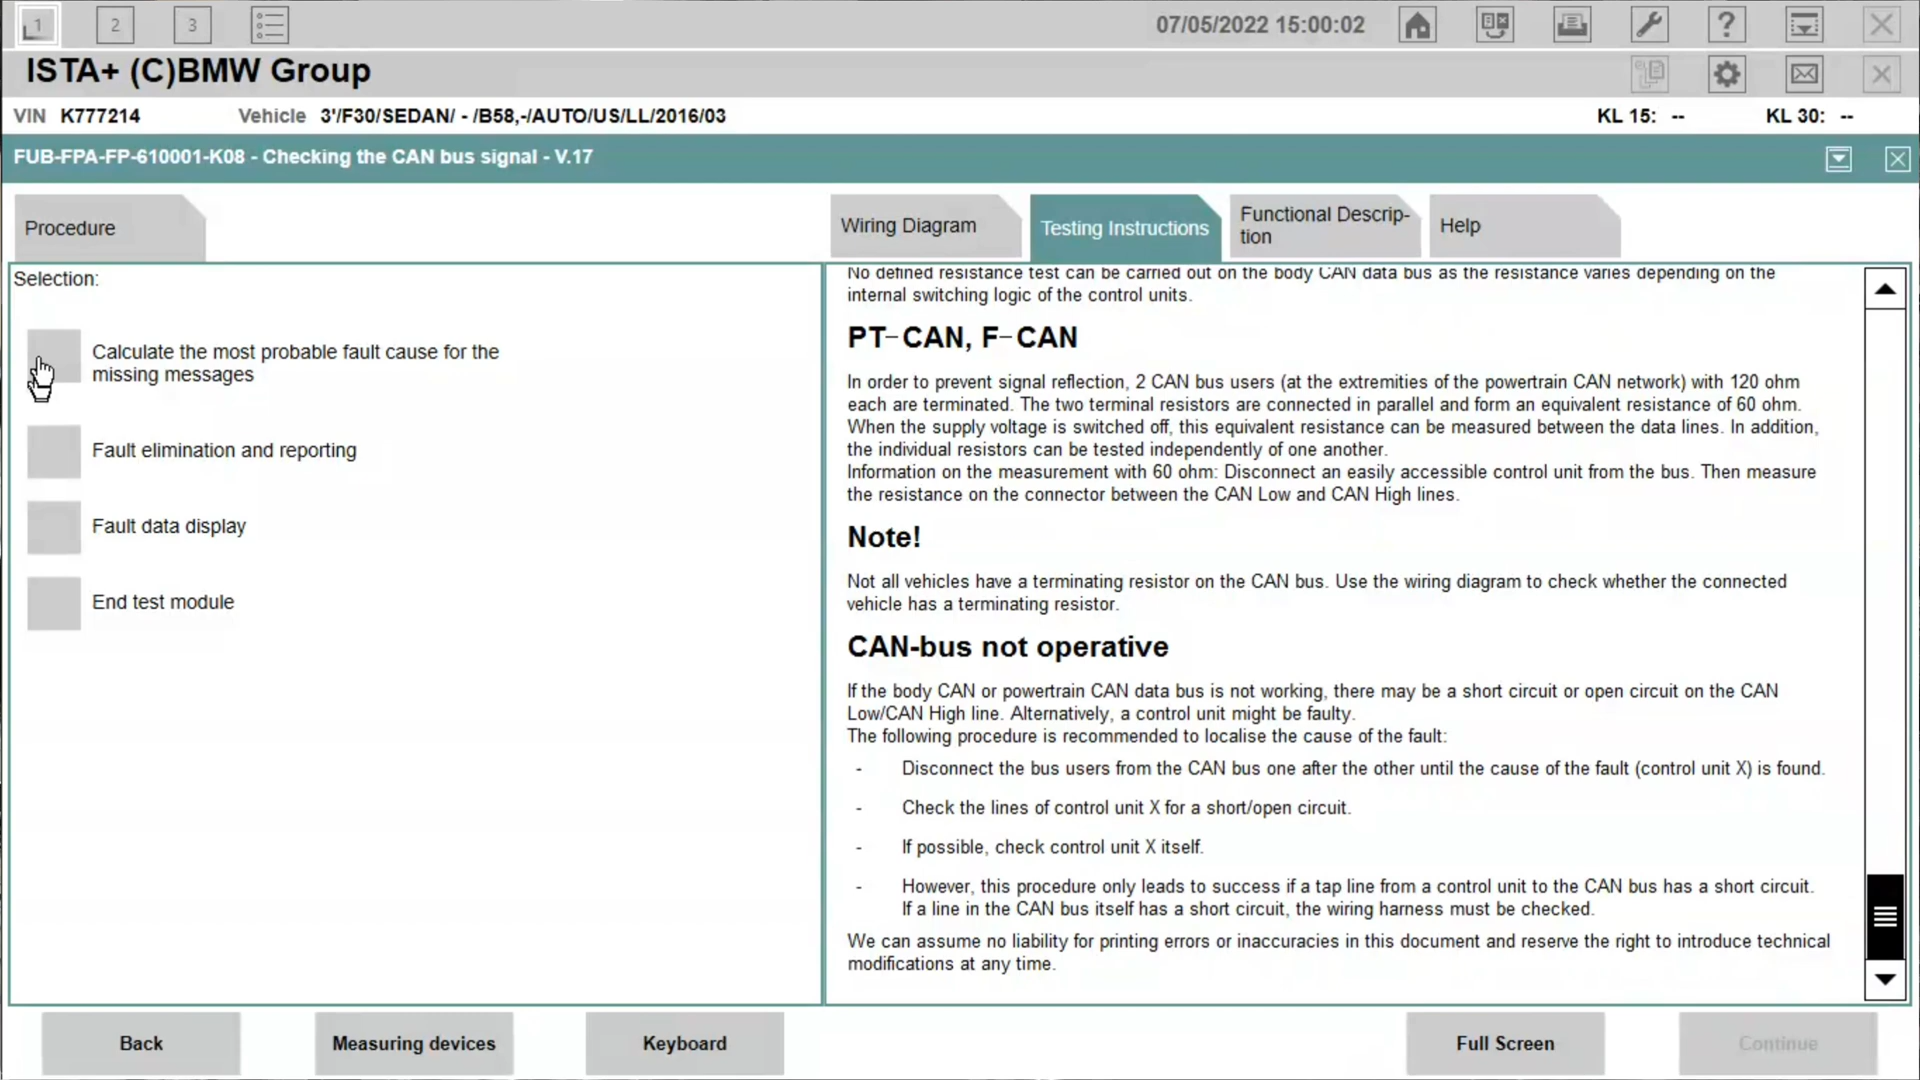 1
2
3
07/05/2022 15:00:02
?
ISTA+ (C)BMW Group
VIN K777214 Vehicle 3'/F30/SEDAN/ - /B58,-/AUTO/US/LL/2016/03 KL 15: -- KL 30: --
FUB-FPA-FP-610001-K08 - Checking the CAN bus signal - V.17
Procedure
Wiring Diagram
Testing Instructions
Functional Descrip-
tion
Help
Selection:
Calculate the most probable fault cause for the
missing messages
Fault elimination and reporting
Fault data display
End test module
No defined resistance test can be carried out on the body CAN data bus as the resistance varies depending on the
internal switching logic of the control units.
PT-CAN, F-CAN
In order to prevent signal reflection, 2 CAN bus users (at the extremities of the powertrain CAN network) with 120 ohm
each are terminated. The two terminal resistors are connected in parallel and form an equivalent resistance of 60 ohm.
When the supply voltage is switched off, this equivalent resistance can be measured between the data lines. In addition,
the individual resistors can be tested independently of one another.
Information on the measurement with 60 ohm: Disconnect an easily accessible control unit from the bus. Then measure
the resistance on the connector between the CAN Low and CAN High lines.
Note!
Not all vehicles have a terminating resistor on the CAN bus. Use the wiring diagram to check whether the connected
vehicle has a terminating resistor.
CAN-bus not operative
If the body CAN or powertrain CAN data bus is not working, there may be a short circuit or open circuit on the CAN
Low/CAN High line. Alternatively, a control unit might be faulty.
The following procedure is recommended to localise the cause of the fault:
- Disconnect the bus users from the CAN bus one after the other until the cause of the fault (control unit X) is found.
- Check the lines of control unit X for a short/open circuit.
- If possible, check control unit X itself.
- However, this procedure only leads to success if a tap line from a control unit to the CAN bus has a short circuit.
If a line in the CAN bus itself has a short circuit, the wiring harness must be checked.
We can assume no liability for printing errors or inaccuracies in this document and reserve the right to introduce technical
modifications at any time.
Back
Measuring devices
Keyboard
Full Screen
Continue